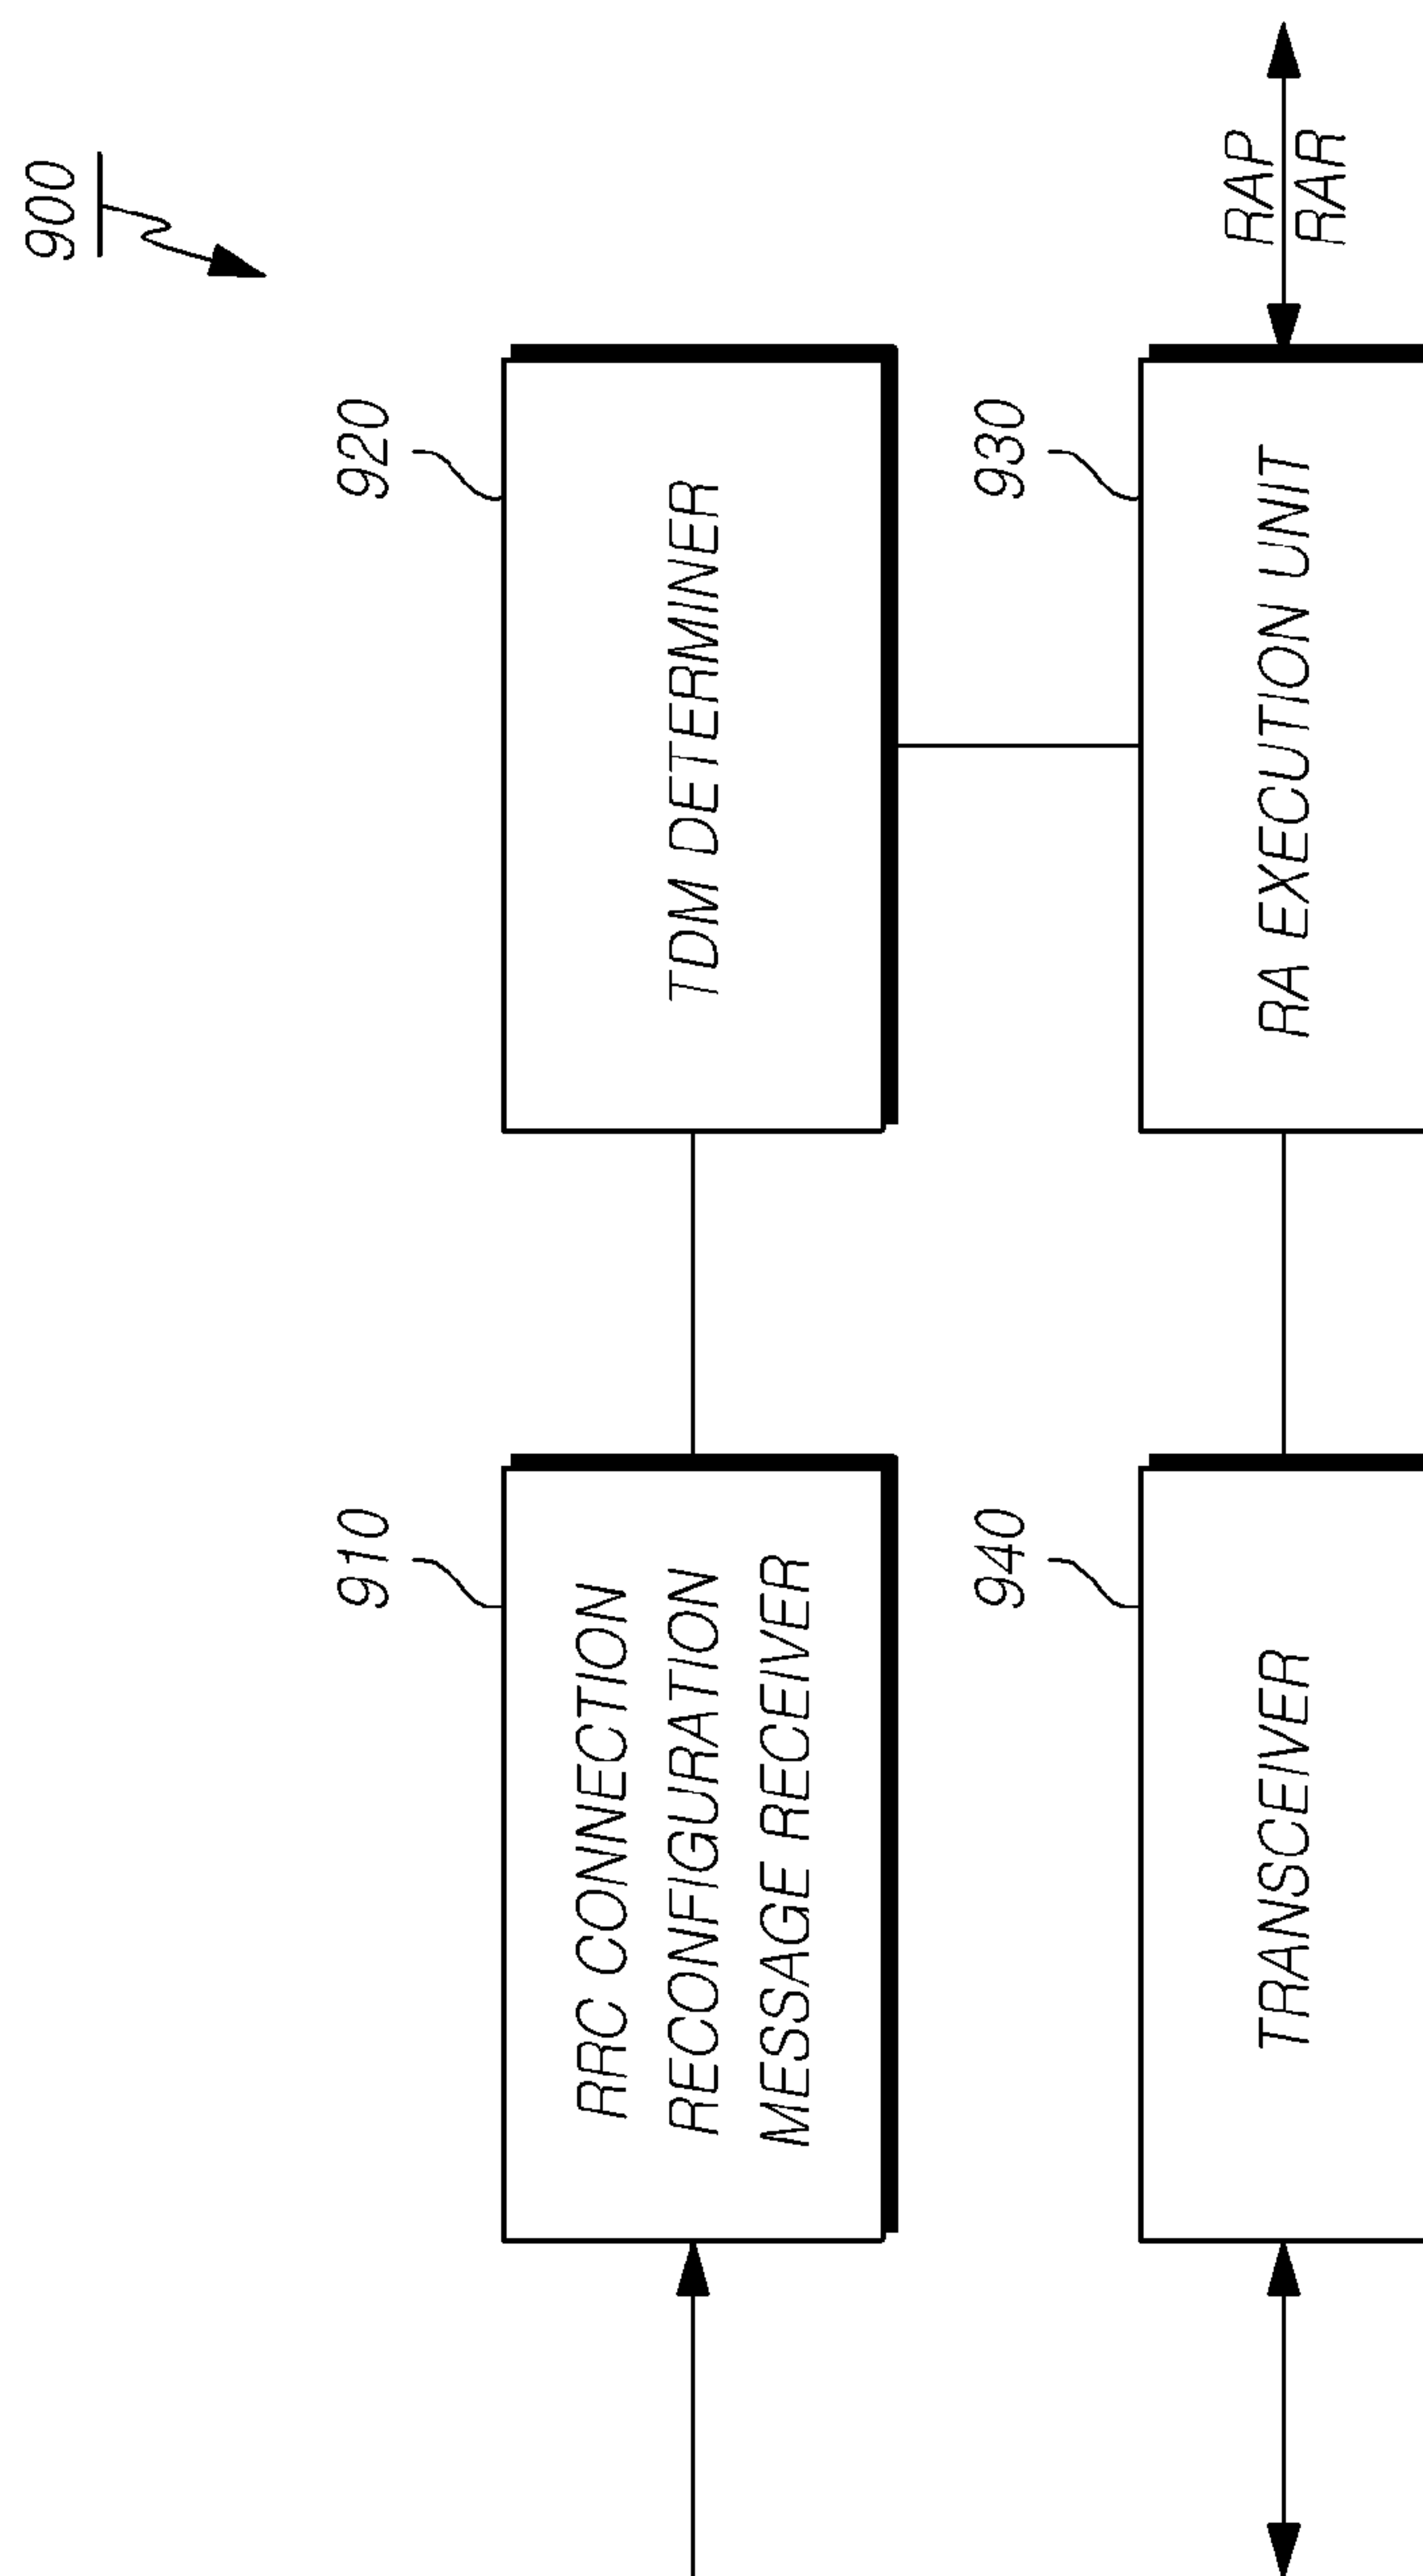 900
910
RRC CONNECTION
RECONFIGURATION
MESSAGE RECEIVER
920
TDM DETERMINER
940
TRANSCEIVER
930
RA EXECUTION UNIT
RAP
RAR